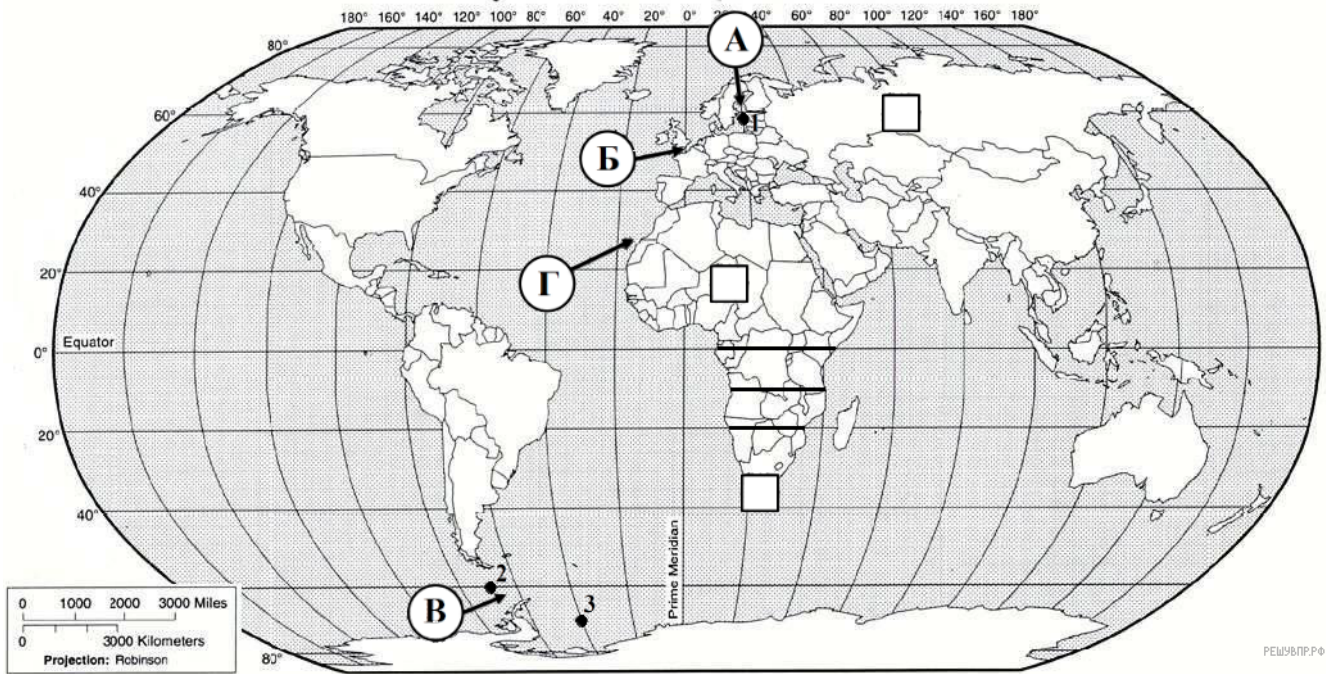 180° 160° 140° 120° 100° 80° 60° 40° 20° 0° 20° 40° 60° 80° 100° 120° 140° 160° 180°
80°
А
60°
1
Б
40°
Г
20°
Equator
0°
20°
40°
Prime Meridian
2
В
3
0 1000 2000 3000 Miles
0 3000 Kilometers
Projection: Robinson
80°
РЕШУВПР.РФ